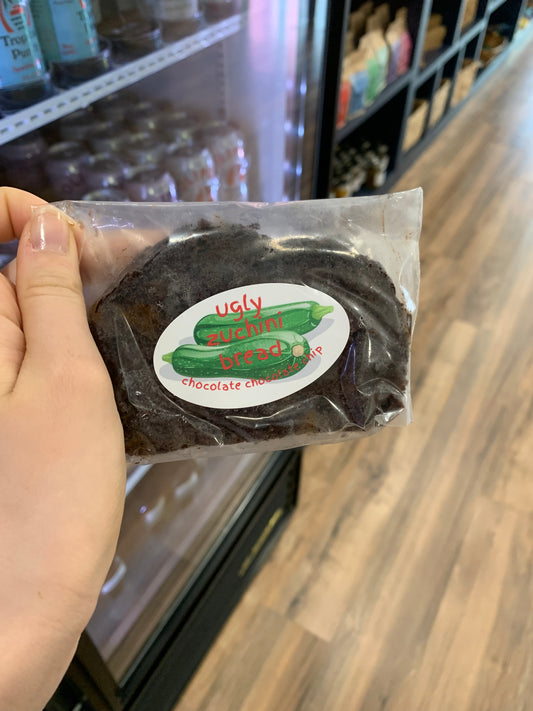 ugly
zuchini
bread
chocolate chocolate chip